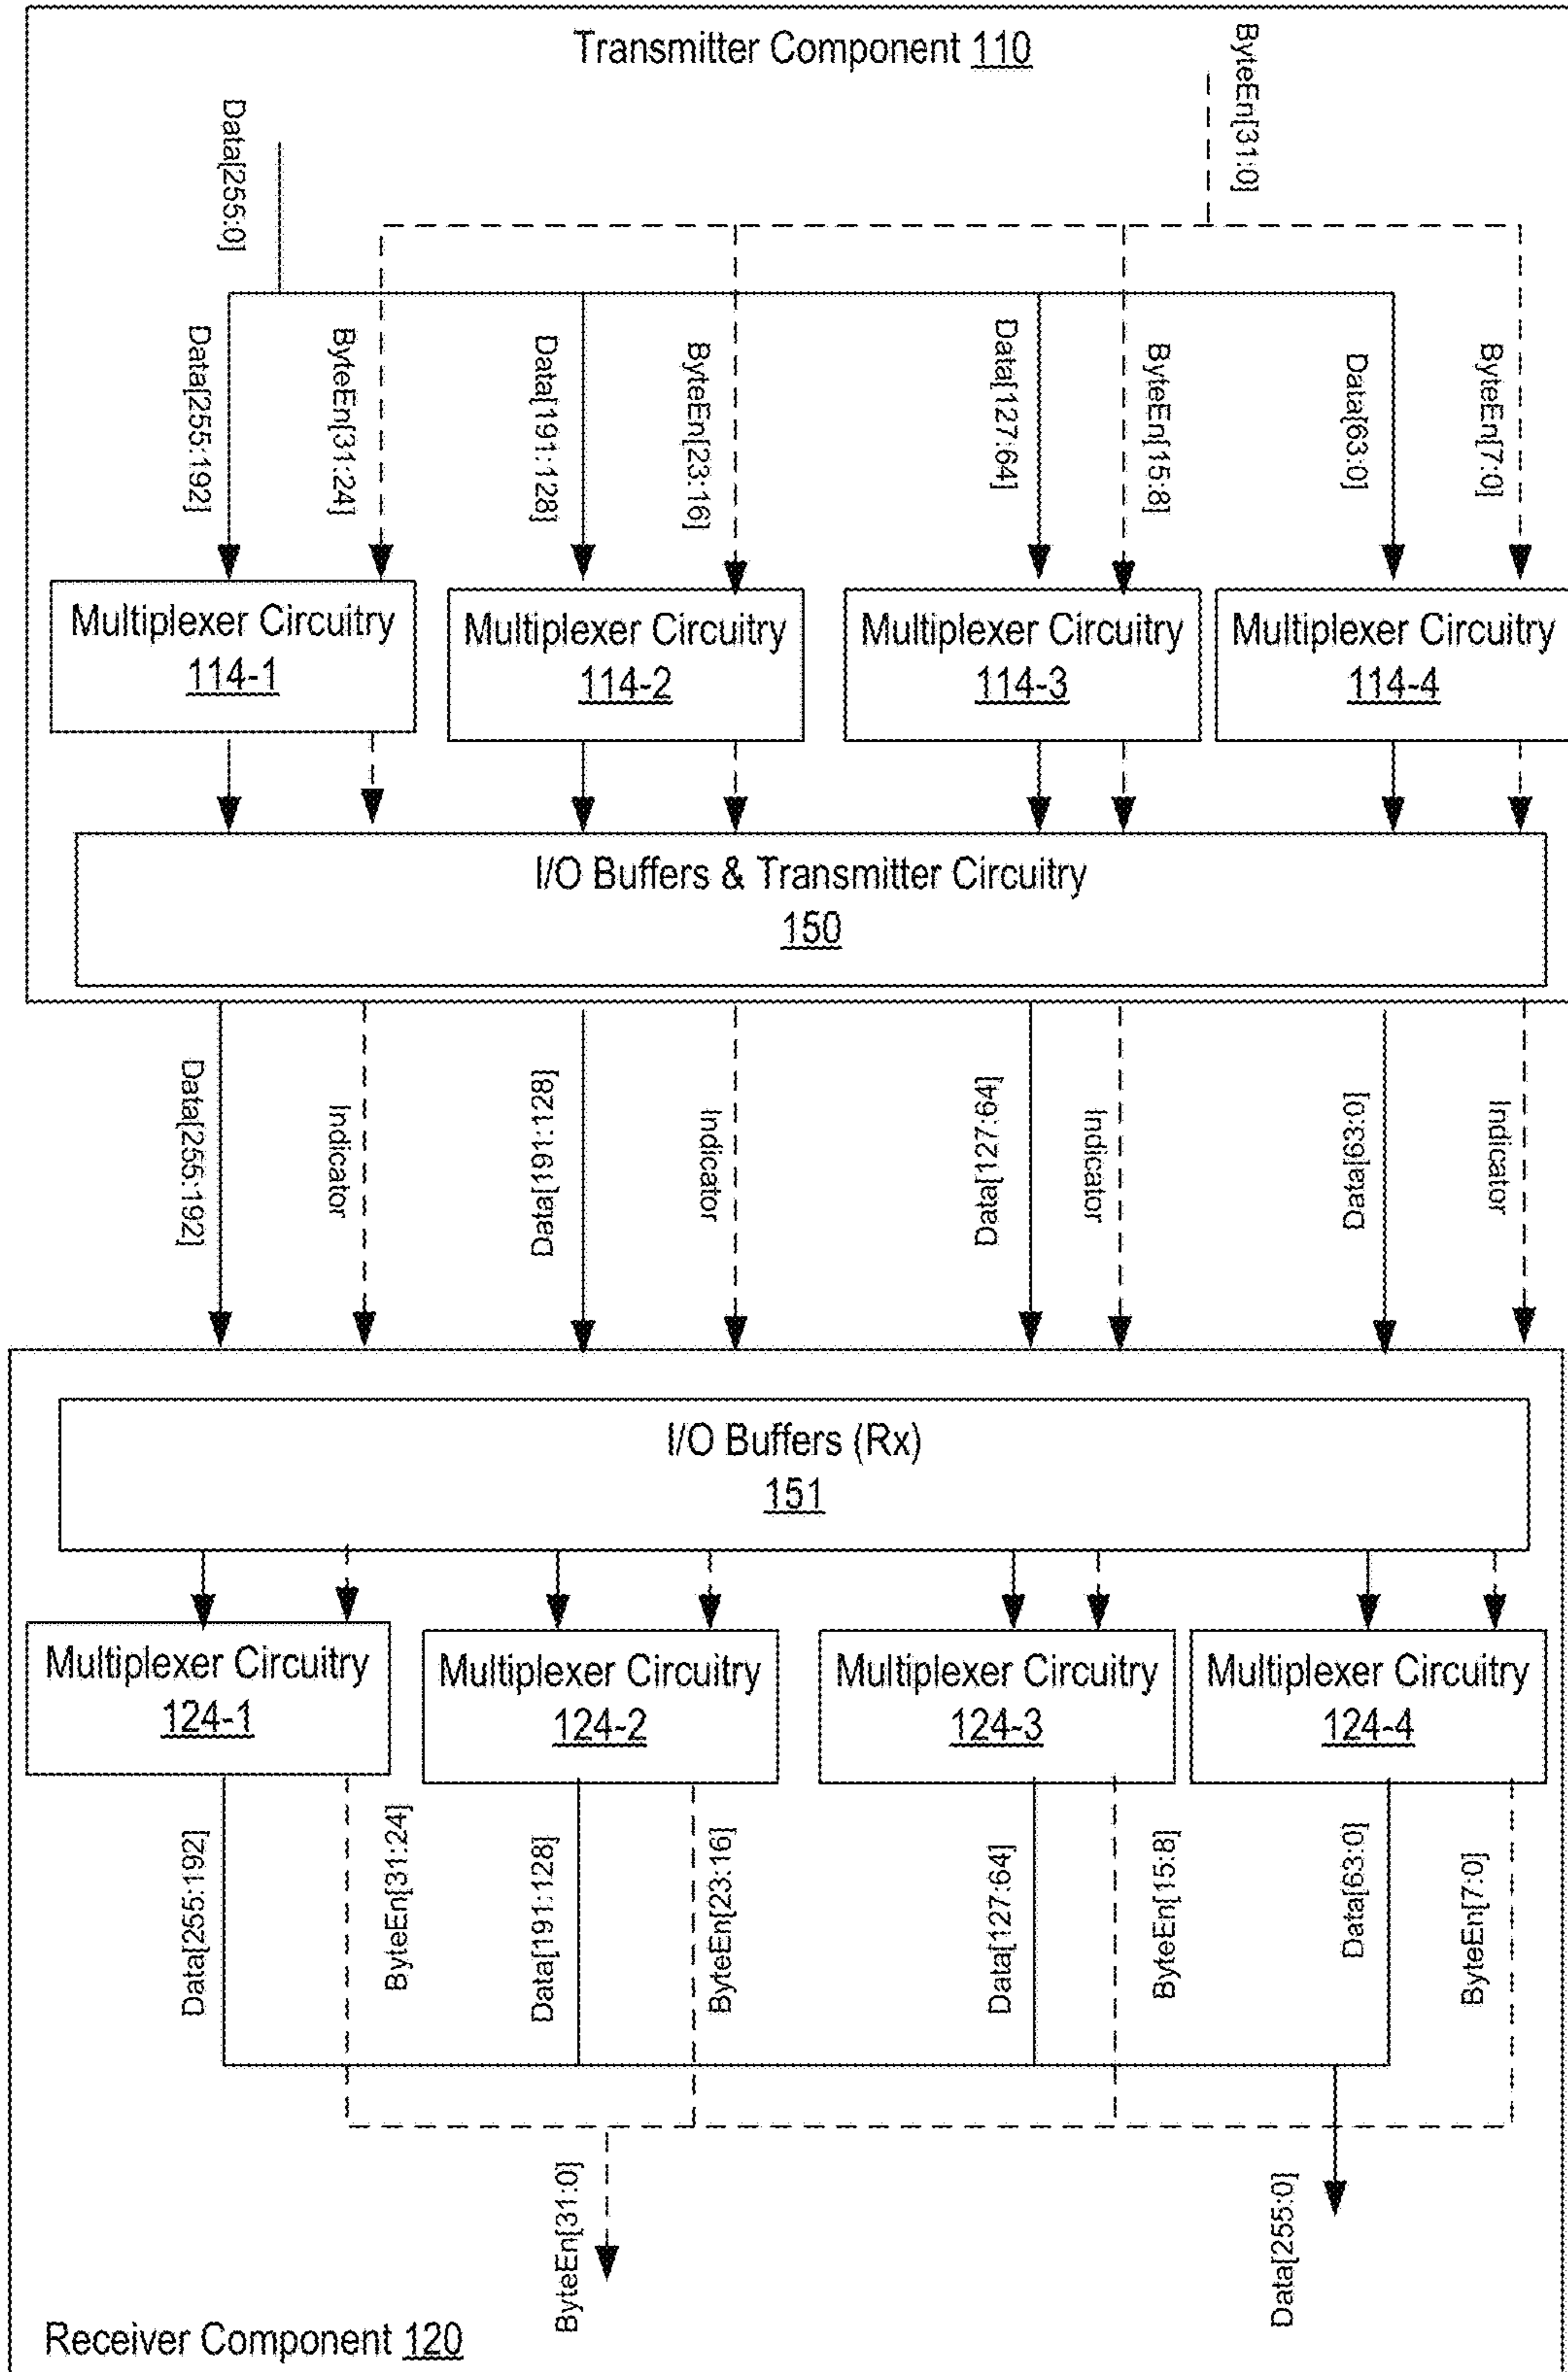 Transmitter Component 110
ByteEn[31:0]
Data[255:0]
Data[255:192]
ByteEn[31:24]
Data[191:128]
ByteEn[23:16]
Data[127:64]
ByteEn[15:8]
Data[63:0]
ByteEn[7:0]
Multiplexer Circuitry
114-1
Multiplexer Circuitry
114-2
Multiplexer Circuitry
114-3
Multiplexer Circuitry
114-4
I/O Buffers & Transmitter Circuitry
150
Data[255:192]
Indicator
Data[191:128]
Indicator
Data[127:64]
Indicator
Data[63:0]
Indicator
I/O Buffers (Rx)
151
Multiplexer Circuitry
124-1
Multiplexer Circuitry
124-2
Multiplexer Circuitry
124-3
Multiplexer Circuitry
124-4
Data[255:192]
ByteEn[31:24]
Data[191:128]
ByteEn[23:16]
Data[127:64]
ByteEn[15:8]
Data[63:0]
ByteEn[7:0]
ByteEn[31:0]
Data[255:0]
Receiver Component 120